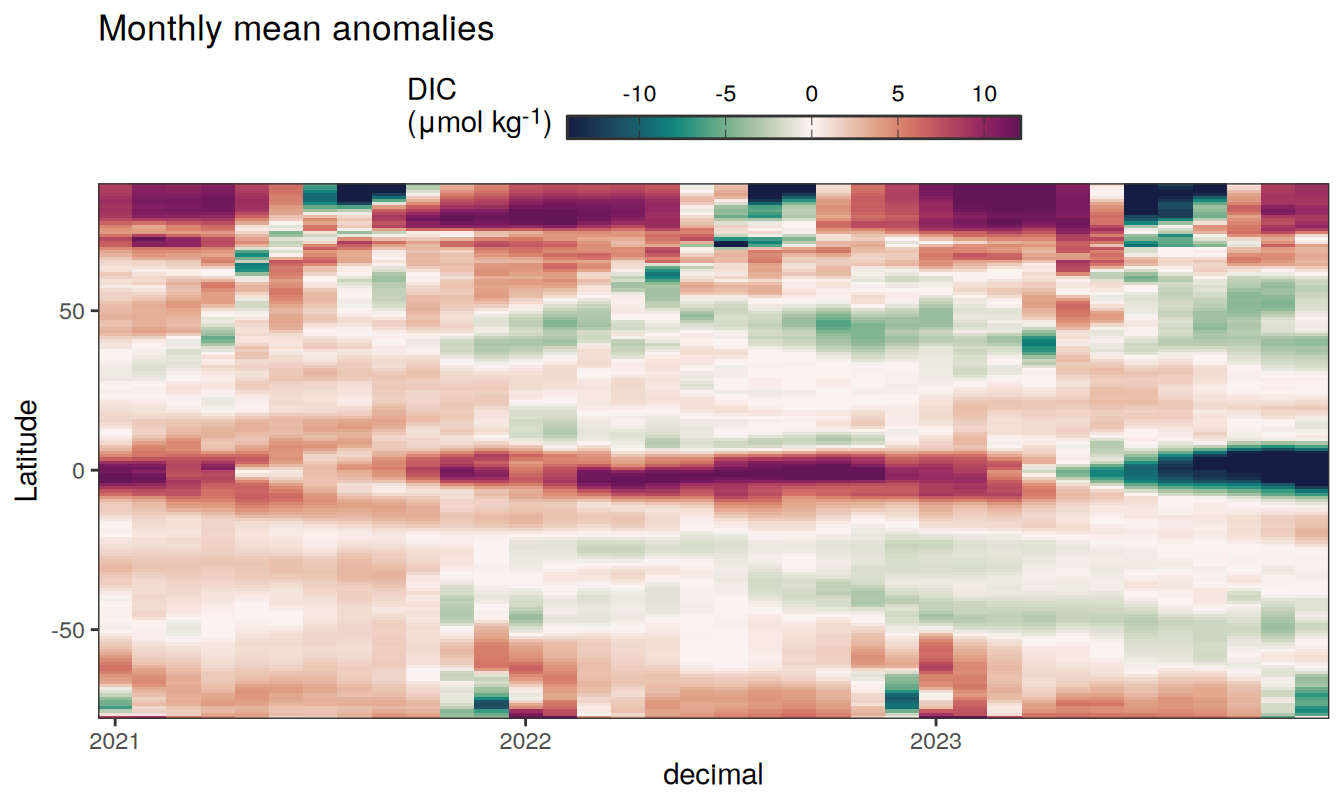 Monthly mean anomalies
DIC
(µmol kg-1)
-10 -5 0 5 10
Latitude
50
0
-50
2021 2022 2023
decimal